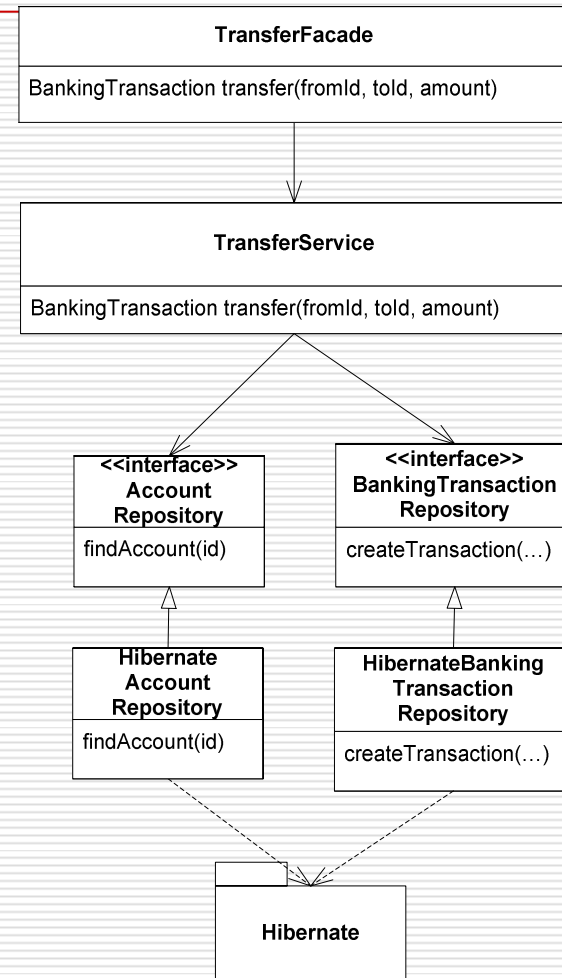 TransferFacade
BankingTransaction transfer(fromId, toId, amount)
TransferService
BankingTransaction transfer(fromId, toId, amount)
<<interface>>
Account
Repository
findAccount(id)
<<interface>>
BankingTransaction
Repository
createTransaction(…)
Hibernate
Account
Repository
findAccount(id)
HibernateBanking
Transaction
Repository
createTransaction(…)
Hibernate